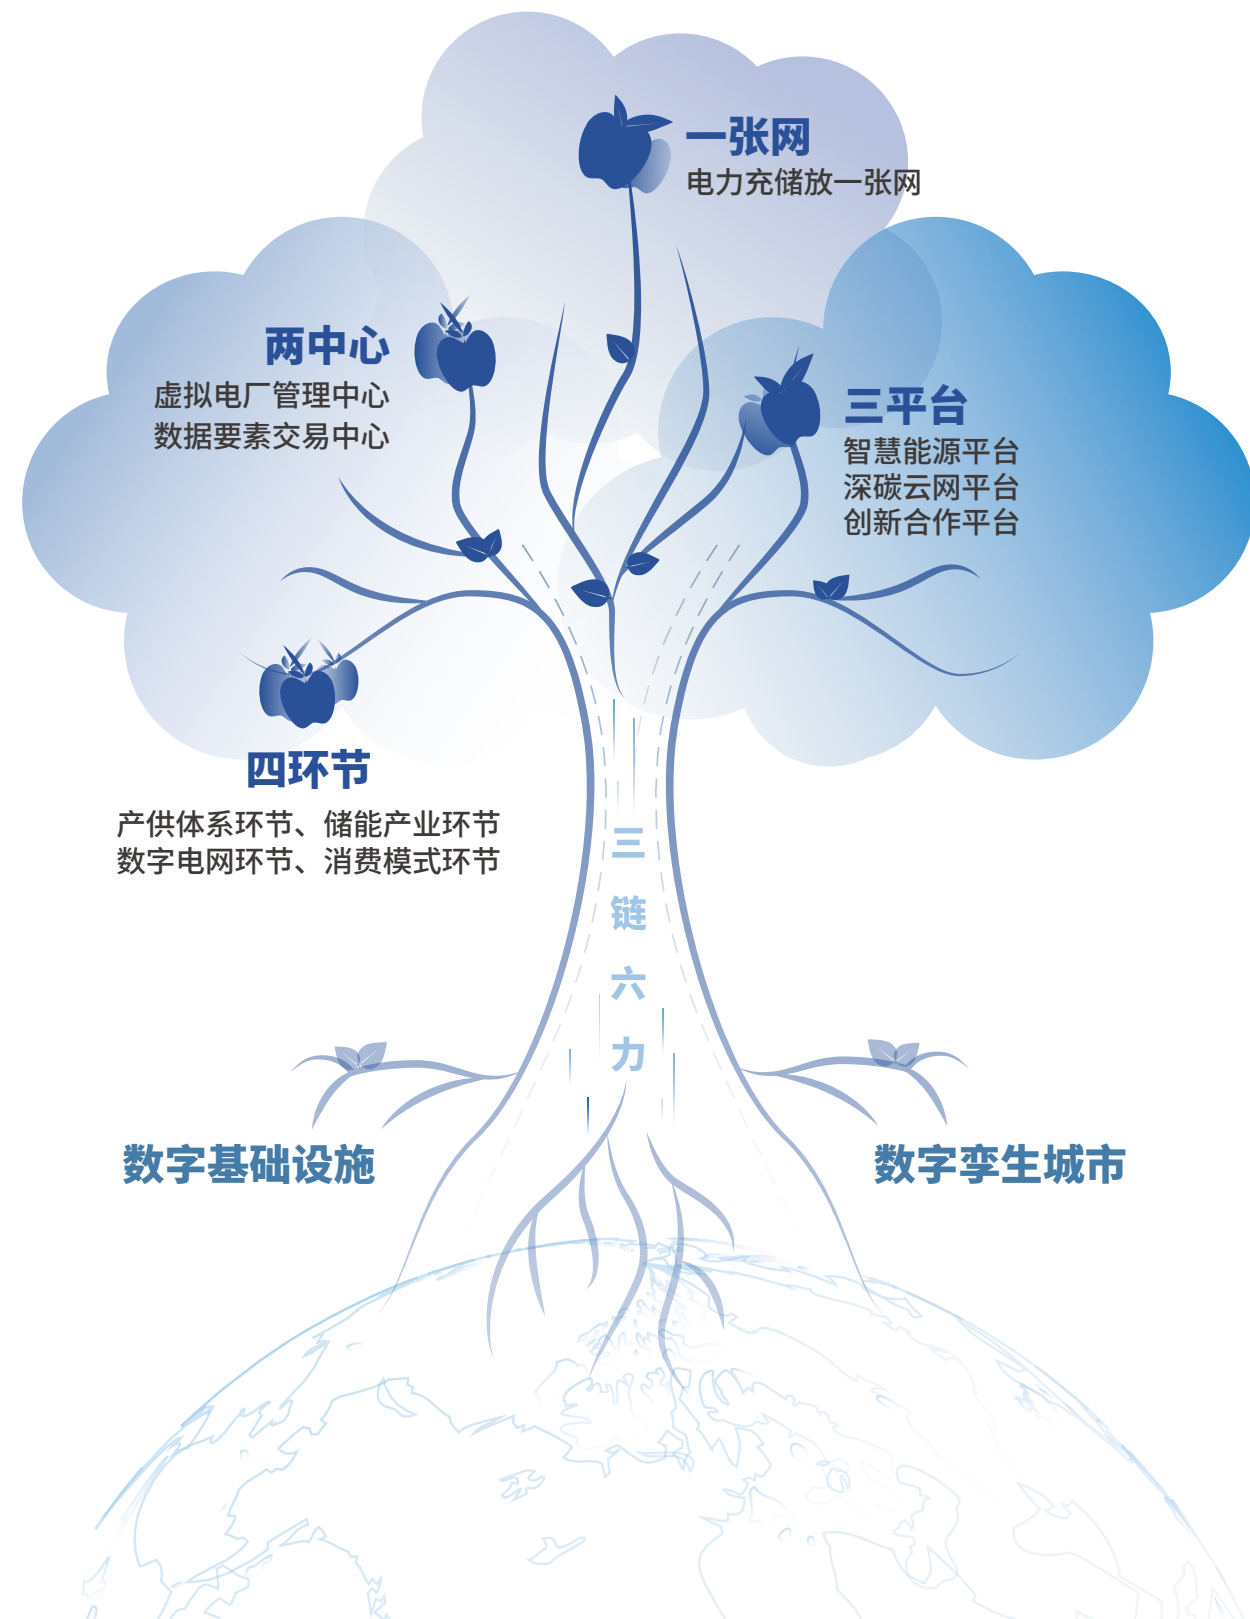 一张网
电力充储放一张网
两中心
虚拟电厂管理中心
数据要素交易中心
三平台
智慧能源平台
深碳云网平台
创新合作平台
四环节
产供体系环节、储能产业环节
数字电网环节、消费模式环节
三
链
六
力
数字基础设施
数字孪生城市